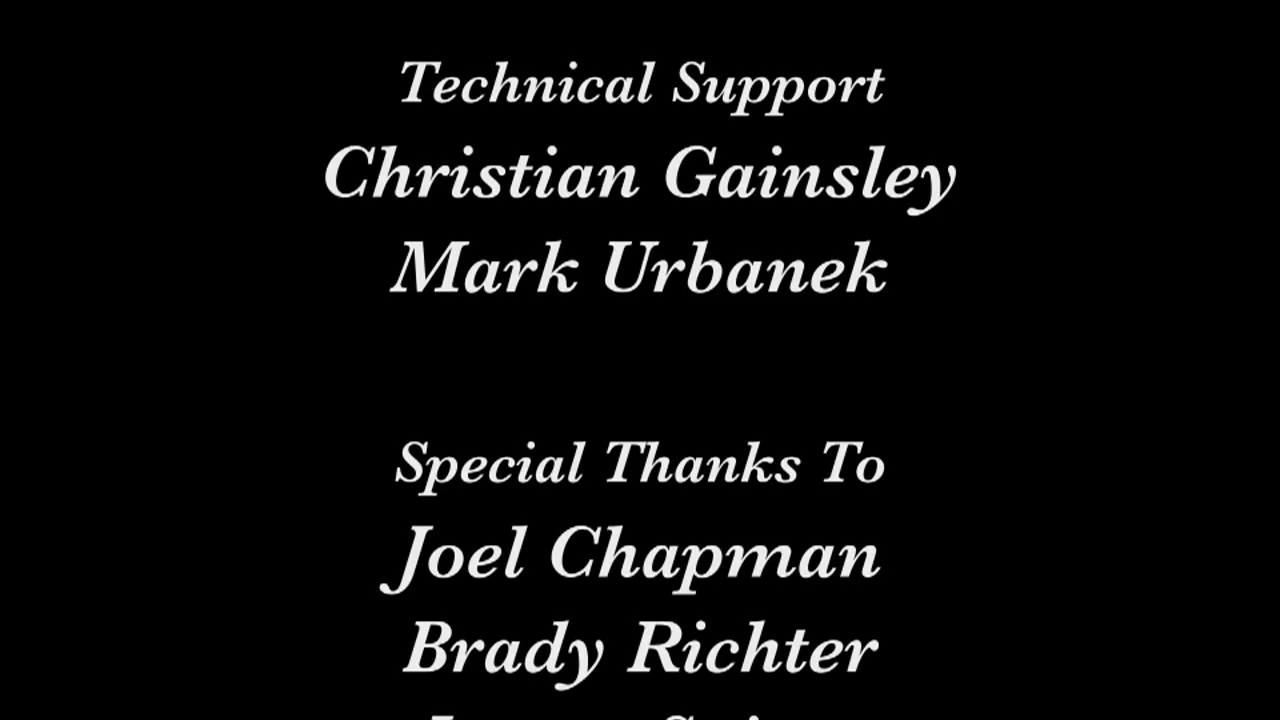 Technical Support
Christian Gainsley
Mark Urbanek
Special Thanks To
Joel Chapman
Brady Richter